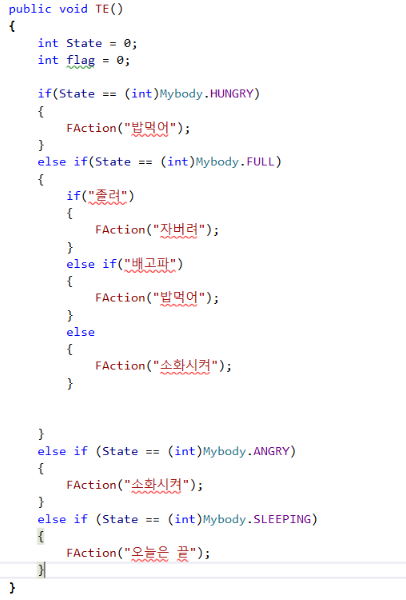 public void TE()
{
    int State = 0;
    int flag = 0;
    if(State == (int)Mybody.HUNGRY)
    {
        FAction("밥먹어");
    }
    else if(State == (int)Mybody.FULL)
    {
        if("졸려")
        {
            FAction("자버려");
        }
        else if("배고파")
        {
            FAction("밥먹어");
        }
        else
        {
            FAction("소화시켜");
        }
    }
    else if (State == (int)Mybody.ANGRY)
    {
        FAction("소화시켜");
    }
    else if (State == (int)Mybody.SLEEPING)
    {
        FAction("오늘은 끝");
    }
}